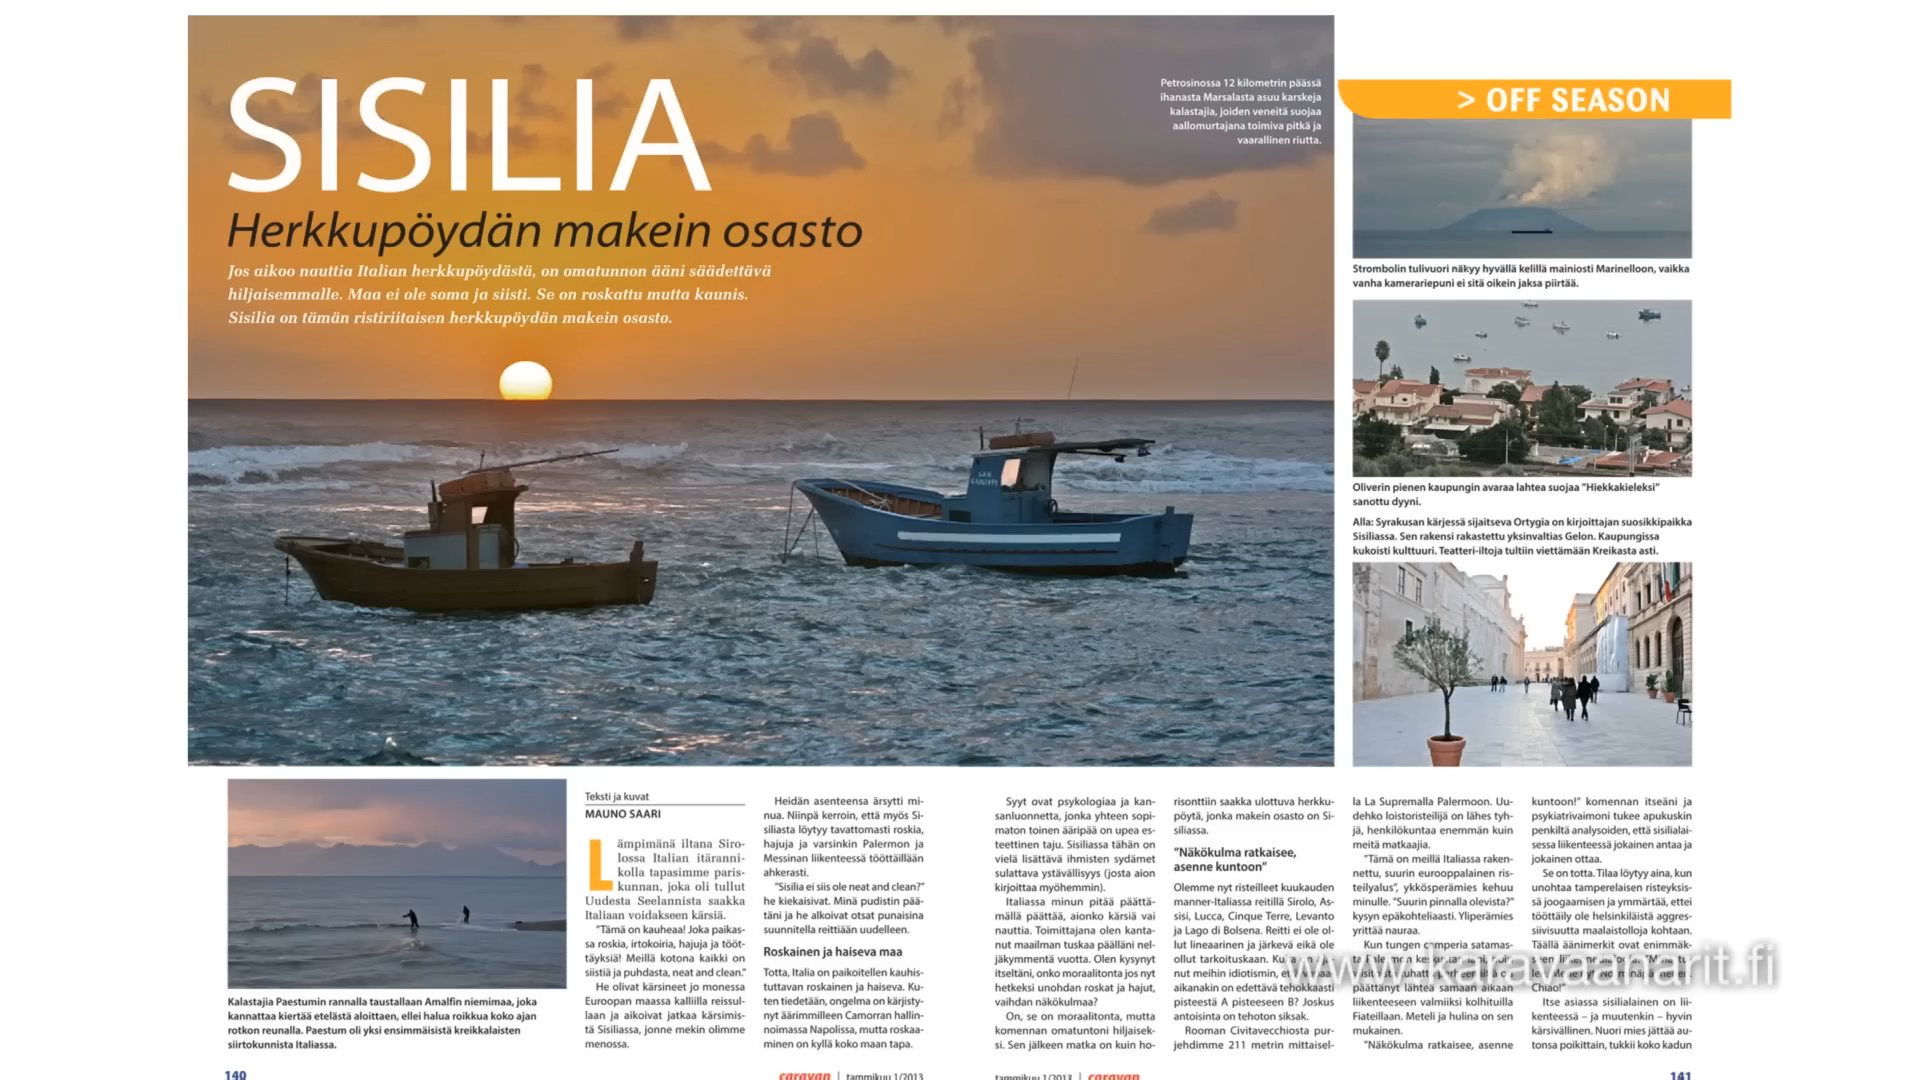 SISILIA
Herkkupöydän makein osasto
Jos aikoo nauttia Italian herkkupöydästä, on omatunnon ääni säädettävä
hiljaisemmalle. Maa ei ole soma ja siisti. Se on roskattu mutta kaunis.
Sisilia on tämän ristiriitaisen herkkupöydän makein osasto.
Petrosinossa 12 kilometrin päässä
ihanasta Marsalasta asuu karskeja
kalastajia, joiden veneitä suojaa
aallomurtajana toimiva pitkä ja
vaarallinen riutta.
> OFF SEASON
Strombolin tulivuori näkyy hyvällä kelillä mainiosti Marinelloon, vaikka
vanha kamerariepuni ei sitä oikein jaksa piirtää.
Oliverin pienen kaupungin avaraa lahtea suojaa "Hiekkakieleksi"
sanottu dyyni.
Alla: Syrakusan kärjessä sijaitseva Ortygia on kirjoittajan suosikkipaikka
Sisiliassa. Sen rakensi rakastettu yksinvaltias Gelon. Kaupungissa
kukoisti kulttuuri. Teatteri-iltoja tultiin viettämään Kreikasta asti.
Kalastajia Paestumin rannalla taustallaan Amalfin niemimaa, joka
kannattaa kiertää etelästä aloittaen, ellei halua roikkua koko ajan
rotkon reunalla. Paestum oli yksi ensimmäisistä kreikkalaisten
siirtokunnista Italiassa.
Teksti ja kuvat
MAUNO SAARI
Lämpimänä iltana Siro-
lossa Italian itäranni-
kolla tapasimme paris-
kunnan, joka oli tullut
Uudesta Seelannista saakka
Italiaan voidakseen kärsiä.
"Tämä on kauheaa! Joka paikas-
sa roskia, irtokoiria, hajuja ja tööt-
täyksiä! Meillä kotona kaikki on
siistiä ja puhdasta, neat and clean."
He olivat kärsineet jo monessa
Euroopan maassa kalliilla reissul-
laan ja aikoivat jatkaa kärsimis-
tä Sisiliassa, jonne mekin olimme
menossa.
Heidän asenteensa ärsytti mi-
nua. Niinpä kerroin, että myös Si-
siliasta löytyy tavattomasti roskia,
hajuja ja varsinkin Palermon ja
Messinan liikenteessä tööttäillään
ahkerasti.
"Sisilia ei siis ole neat and clean?"
he kiekaisivat. Minä pudistin pää-
täni ja he alkoivat otsat punaisina
suunnitella reittiään uudelleen.
Roskainen ja haiseva maa
Totta, Italia on paikoitellen kauhis-
tuttavan roskainen ja haiseva. Ku-
ten tiedetään, ongelma on kärjisty-
nyt äärimmilleen Camorran hallin-
noimassa Napolissa, mutta roskaa-
minen on kyllä koko maan tapa.
Syyt ovat psykologiaa ja kan-
sanluonnetta, jonka yhteen sopi-
maton toinen ääripää on upea es-
teettinen taju. Sisiliassa tähän on
vielä lisättävä ihmisten sydämet
sulattava ystävällisyys (josta aion
kirjoittaa myöhemmin).
Italiassa minun pitää päättä-
mällä päättää, aionko kärsiä vai
nauttia. Toimittajana olen kanta-
nut maailman tuskaa päälläni nel-
jäkymmentä vuotta. Olen kysynyt
itseltäni, onko moraalitonta jos nyt
hetkeksi unohdan roskat ja hajut,
vaihdan näkökulmaa?
On, se on moraalitonta, mutta
komennan omatuntoni hiljaisek-
si. Sen jälkeen matka on kuin ho-
risonttiin saakka ulottuva herkku-
pöytä, jonka makein osasto on Si-
siliassa.
"Näkökulma ratkaisee,
asenne kuntoon"
Olemme nyt risteilleet kuukauden
manner-Italiassa reitillä Sirolo, As-
sisi, Lucca, Cinque Terre, Levanto
ja Lago di Bolsena. Reitti ei ole ol-
lut lineaarinen ja järkevä eikä ole
ollut tarkoituskaan. Ku
nut meihin idiotismin, et
aikanakin on edettävä tehokkaasti
pisteestä A pisteeseen B? Joskus
antoisinta on tehoton siksak.
Rooman Civitavecchiosta pur-
jehdimme 211 metrin mittaisel-
la La Supremalla Palermoon. Uu-
dehko loistoristeilijä on lähes tyh-
jä, henkilökuntaa enemmän kuin
meitä matkaajia.
"Tämä on meillä Italiassa raken-
nettu, suurin eurooppalainen ris-
teilyalus", ykkösperämies kehuu
minulle. "Suurin pinnalla olevista?"
kysyn epäkohteliaasti. Yliperämies
yrittää nauraa.
Kun tungen camperia satamas-
päättänyt lähteä samaan aikaan
liikenteeseen valmiiksi kolhituilla
Fiateillaan. Meteli ja hulina on sen
mukainen.
"Näkökulma ratkaisee, asenne
kuntoon!" komennan itseäni ja
psykiatrivaimoni tukee apukuskin
penkiltä analysoiden, että sisilialai-
sessa liikenteessä jokainen antaa ja
jokainen ottaa.
Se on totta. Tilaa löytyy aina, kun
unohtaa tamperelaisen risteyksis-
sä joogaamisen ja ymmärtää, ettei
tööttäily ole helsinkiläistä aggres-
siivisuutta maalaistolloja kohtaan.
Täällä äänimerkit ovat enimmäk-
Chiao!"
Itse asiassa sisilialainen on lii-
kenteessä – ja muutenkin – hyvin
kärsivällinen. Nuori mies jättää au-
tonsa poikittain, tukkii koko kadun
www.karavaanarit.fi
140
caravan | tammikuu 1/2013
tammikuu 1/2013 | caravan
141